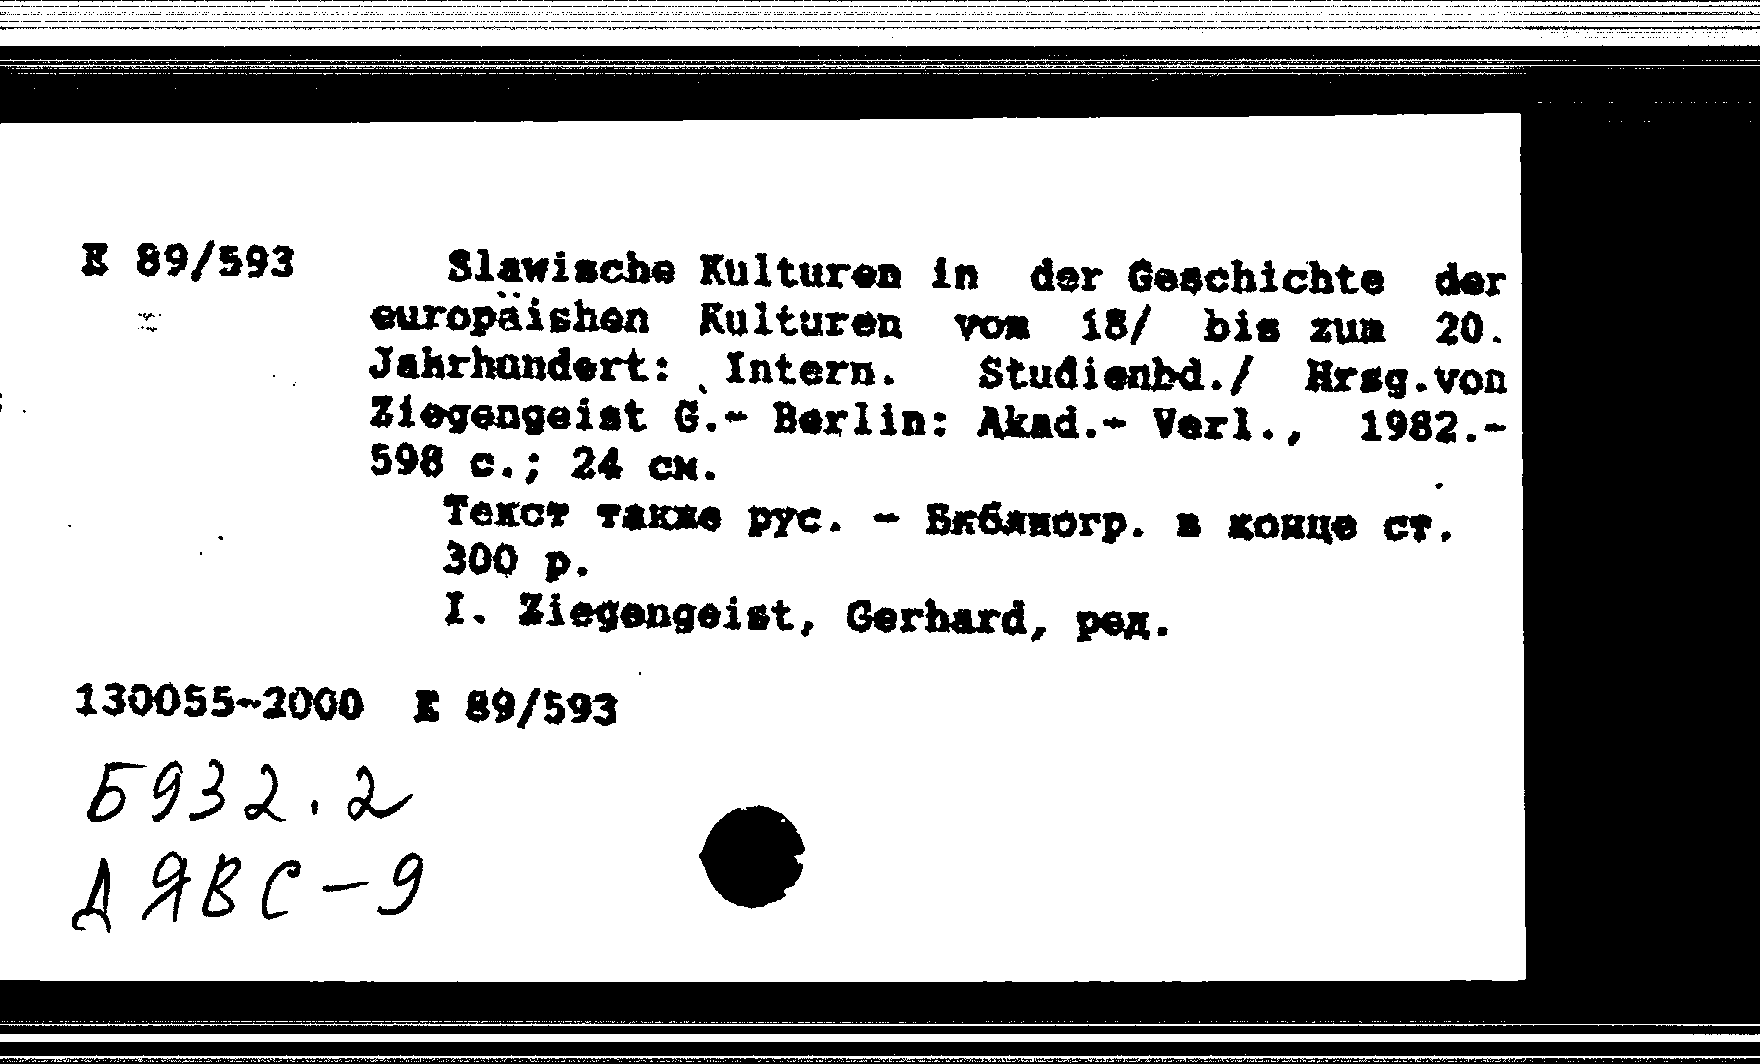 E 89/593
Slawische Kulturen in der Geschichte der
europäishen Kulturen vom 18/ bis zum 20.
Jahrhundert: Intern. Studienbd./ Hrsg.von
Ziegengeist G.- Berlin: Akad.- Verl., 1982.-
598 с.; 24 см.
Текст также рус. - Библиогр. в конце ст.
300 р.
I. Ziegengeist, Gerhard, ред.
130055-2000 E 89/593
Б932.2
ДЯВС-9